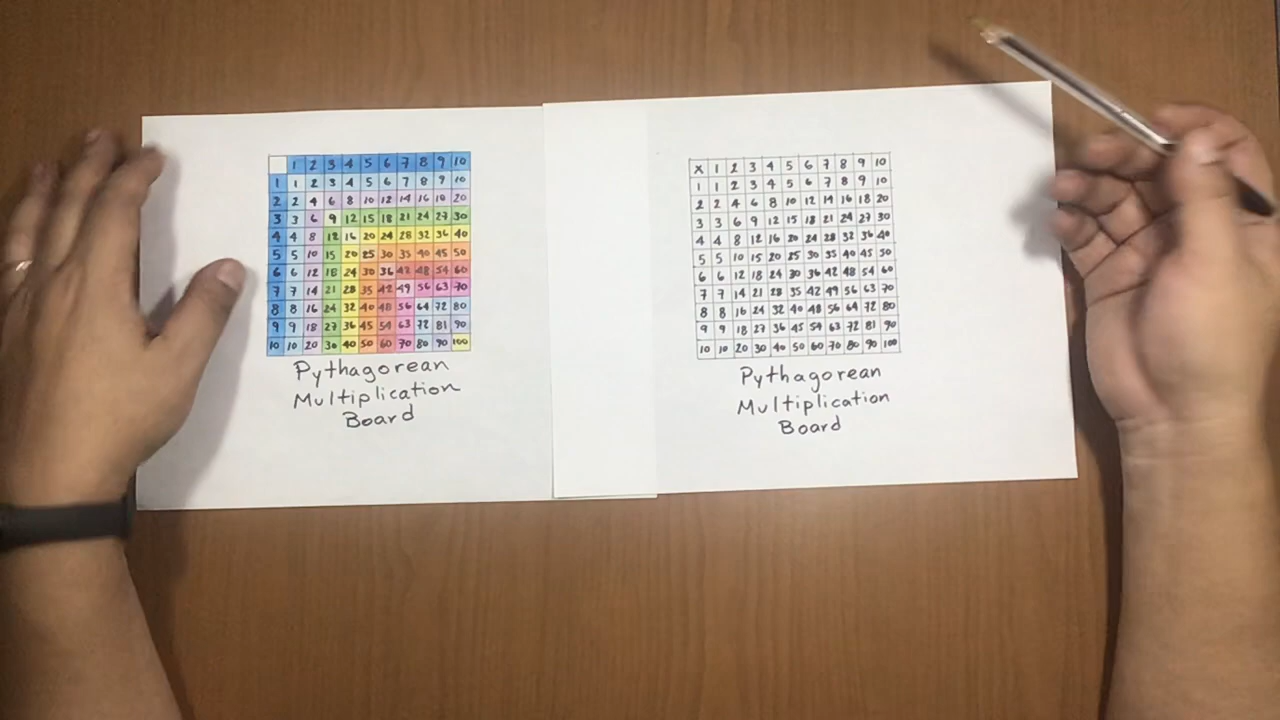 1 2 3 4 5 6 7 8 9 10
1 1 2 3 4 5 6 7 8 9 10
2 2 4 6 8 10 12 14 16 18 20
3 3 6 9 12 15 18 21 24 27 30
4 4 8 12 16 20 24 28 32 36 40
5 5 10 15 20 25 30 35 40 45 50
6 6 12 18 24 30 36 42 48 54 60
7 7 14 21 28 35 42 49 56 63 70
8 8 16 24 32 40 48 56 64 72 80
9 9 18 27 36 45 54 63 72 81 90
10 10 20 30 40 50 60 70 80 90 100
Pythagorean
Multiplication
Board
X 1 2 3 4 5 6 7 8 9 10
1 1 2 3 4 5 6 7 8 9 10
2 2 4 6 8 10 12 14 16 18 20
3 3 6 9 12 15 18 21 24 27 30
4 4 8 12 16 20 24 28 32 36 40
5 5 10 15 20 25 30 35 40 45 50
6 6 12 18 24 30 36 42 48 54 60
7 7 14 21 28 35 42 49 56 63 70
8 8 16 24 32 40 48 56 64 72 80
9 9 18 27 36 45 54 63 72 81 90
10 10 20 30 40 50 60 70 80 90 100
Pythagorean
Multiplication
Board